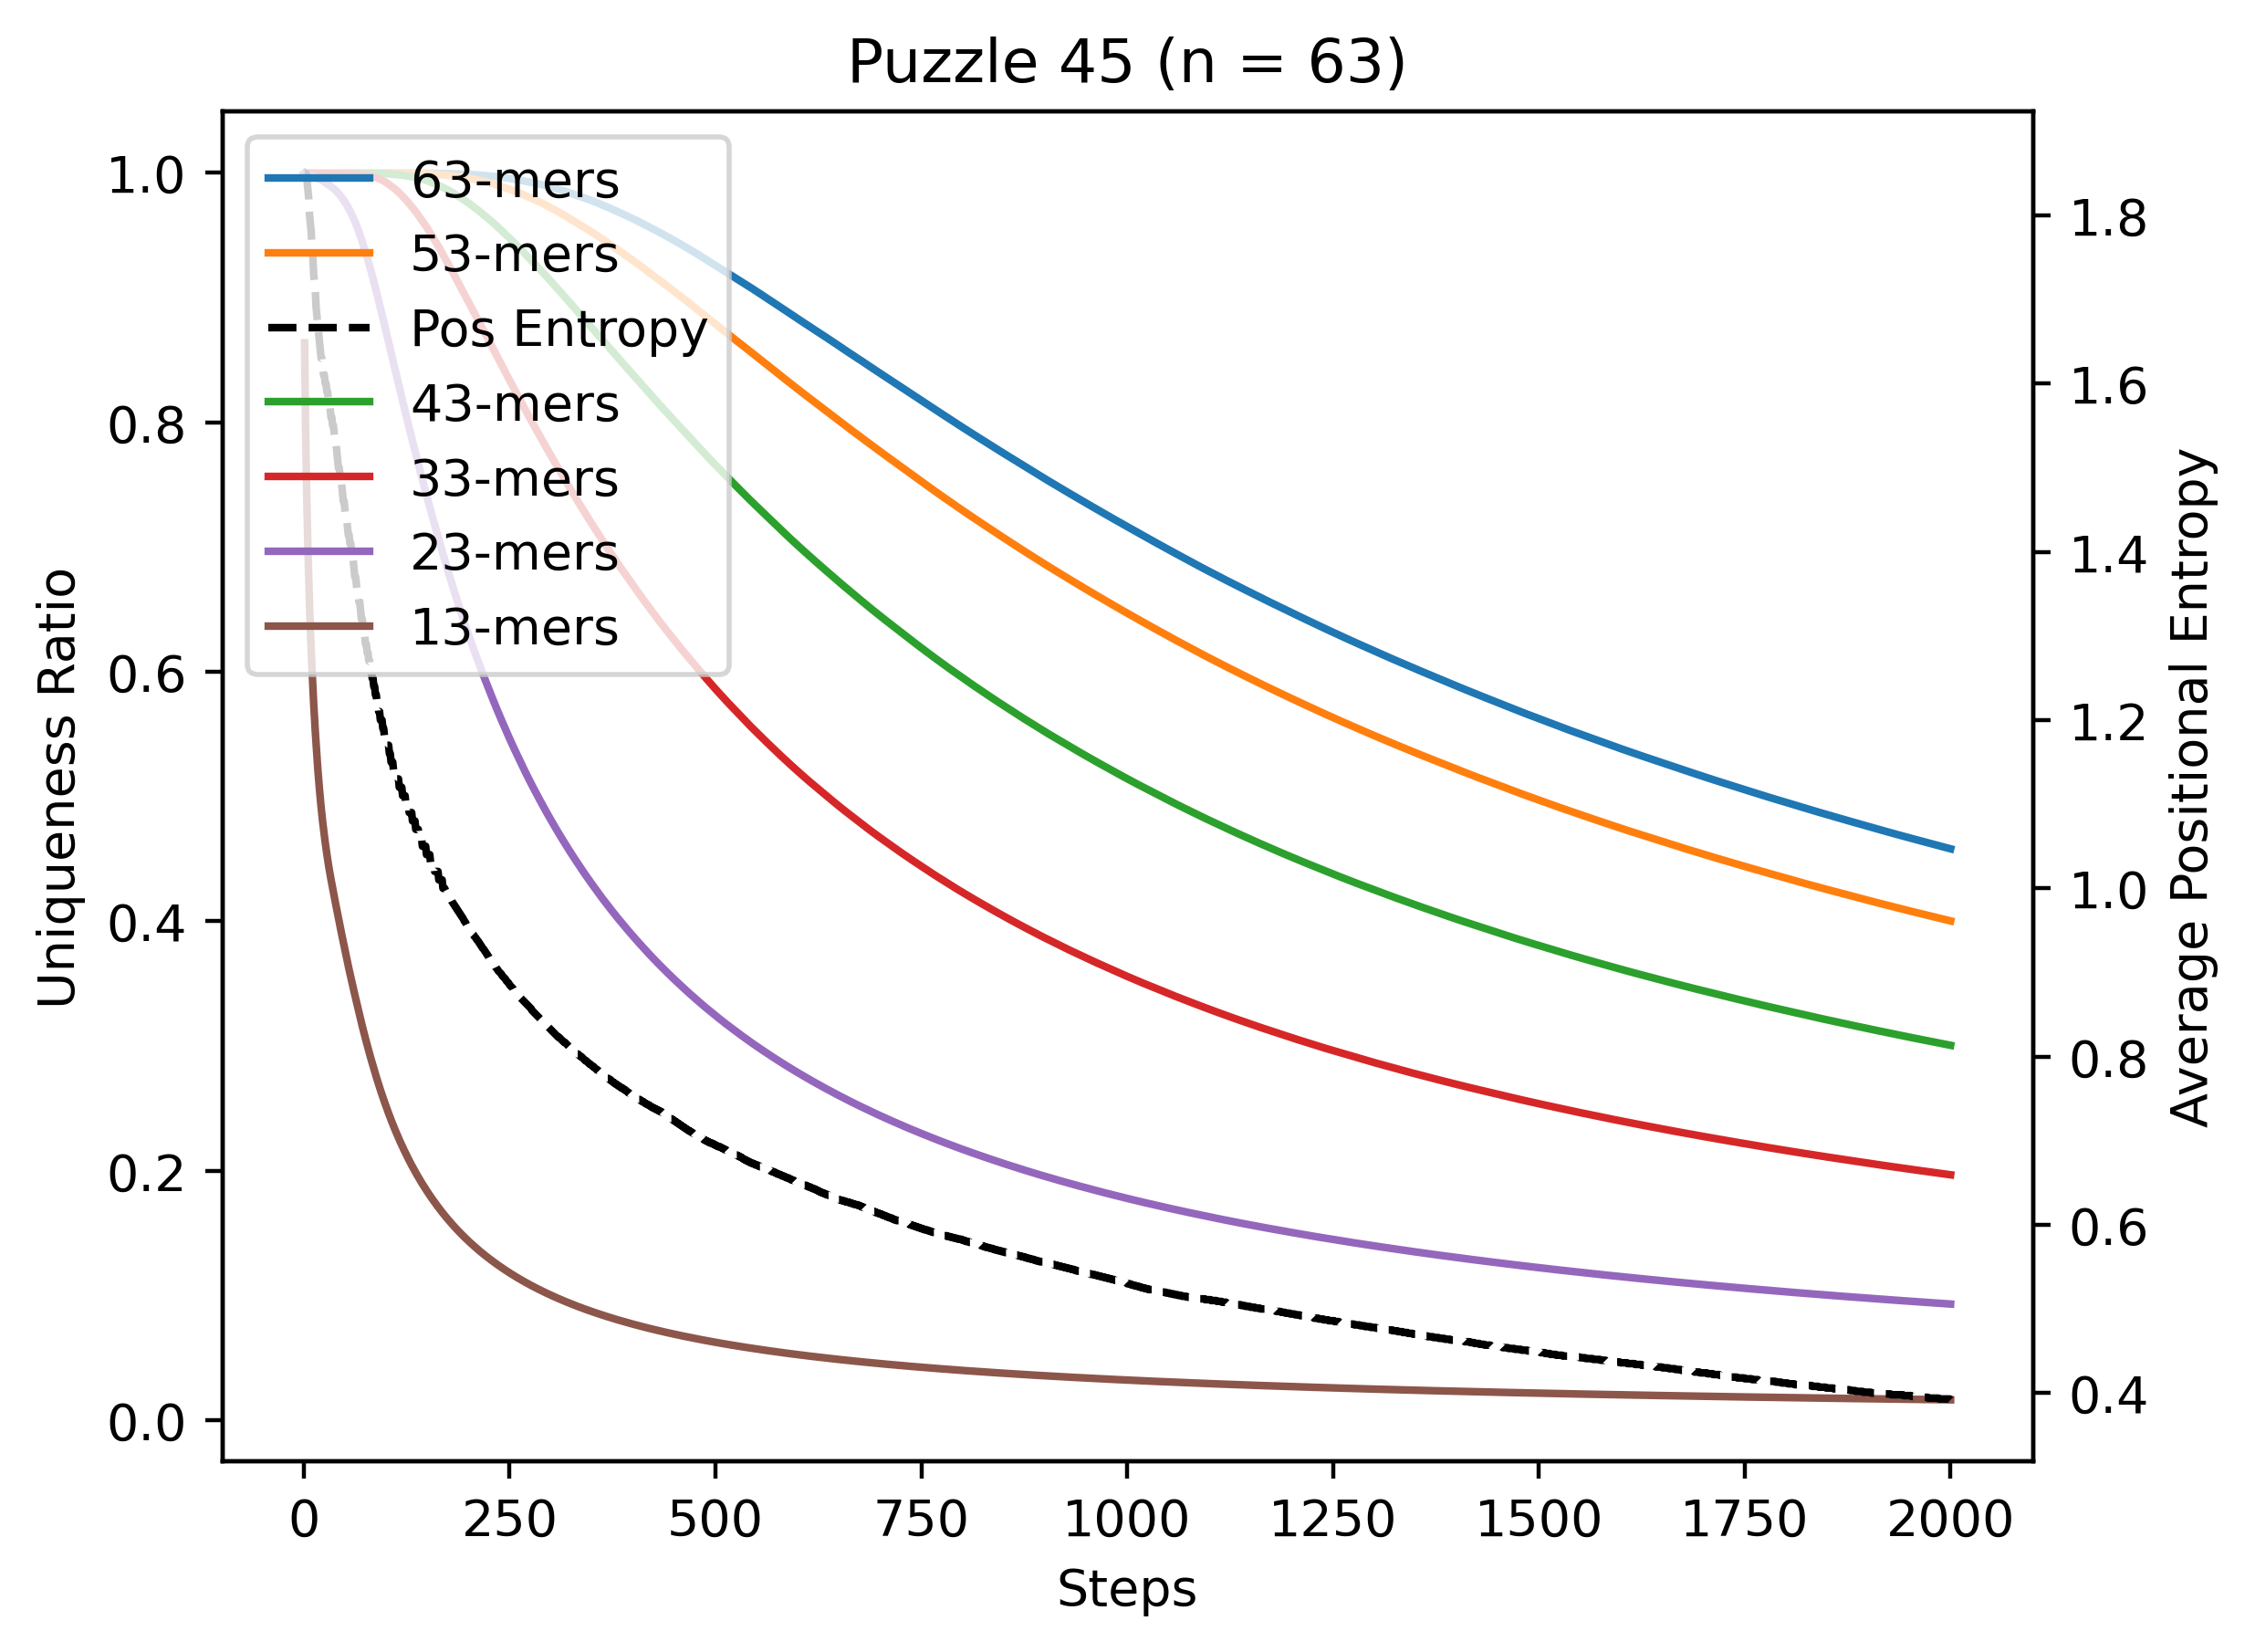 Puzzle 45 (n = 63)
63-mers
53-mers
Pos Entropy
43-mers
33-mers
23-mers
13-mers
Uniqueness Ratio
1.0
0.8
0.6
0.4
0.2
0.0
1.8
1.6
1.4
1.2
1.0
0.8
0.6
0.4
Average Positional Entropy
0 250 500 750 1000 1250 1500 1750 2000
Steps